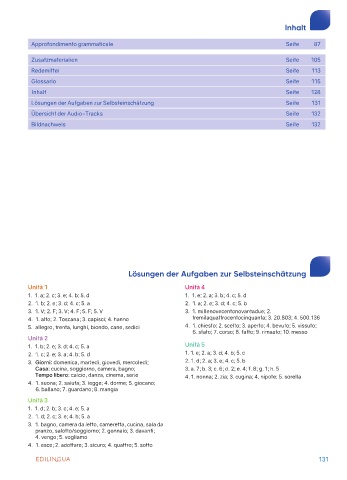 Inhalt
Approfondimento grammaticale Seite 87
Zusatzmaterialien Seite 105
Redemittel Seite 113
Glossario Seite 115
Inhalt Seite 128
Lösungen der Aufgaben zur Selbsteinschätzung Seite 131
Übersicht der Audio-Tracks Seite 132
Bildnachweis Seite 132
Lösungen der Aufgaben zur Selbsteinschätzung
Unità 1
1. 1. a; 2. c; 3. e; 4. b; 5. d
2. 1. b; 2. e; 3. d; 4. c; 5. a
3. 1. V; 2. F; 3. V; 4. F; 5. F; 5. V
4. 1. alto; 2. Toscana; 3. capisci; 4. hanno
5. allegro, trenta, lunghi, biondo, cane, sedici
Unità 2
1. 1. b; 2. e; 3. d; 4. c; 5. a
2. 1. c; 2. e; 3. a; 4. b; 5. d
3. Giorni: domenica, martedì, giovedì, mercoledì;
Casa: cucina, soggiorno, camera, bagno;
Tempo libero: calcio, danza, cinema, serie
4. 1. suona; 2. saluta; 3. legge; 4. dorme; 5. giocano;
6. ballano; 7. guardano; 8. mangia
Unità 3
1. 1. d; 2. b; 3. c; 4. e; 5. a
2. 1. d; 2. c; 3. e; 4. b; 5. a
3. 1. bagno, camera da letto, cameretta, cucina, sala da
pranzo, salotto/soggiorno; 2. gennaio; 3. davanti;
4. vengo; 5. vogliamo
4. 1. esce; 2. adottare; 3. sicuro; 4. quattro; 5. sotto
Unità 4
1. 1. e; 2. a; 3. b; 4. c; 5. d
2. 1. a; 2. e; 3. d; 4. c; 5. b
3. 1. millenovecentonovantadue; 2.
tremilaquattrocentocinquanta; 3. 20.803; 4. 500.136
4. 1. chiesto; 2. scelto; 3. aperto; 4. bevuto; 5. vissuto;
6. stato; 7. corso; 8. fatto; 9. rimasto; 10. messo
Unità 5
1. 1. e; 2. a; 3. d; 4. b; 5. c
2. 1. d; 2. a; 3. e; 4. c; 5. b
3. a. 7; b. 3; c. 6; d. 2; e. 4; f. 8; g. 1; h. 5
4. 1. nonna; 2. zia; 3. cugina; 4. nipote; 5. sorella
EDILINGUA
131